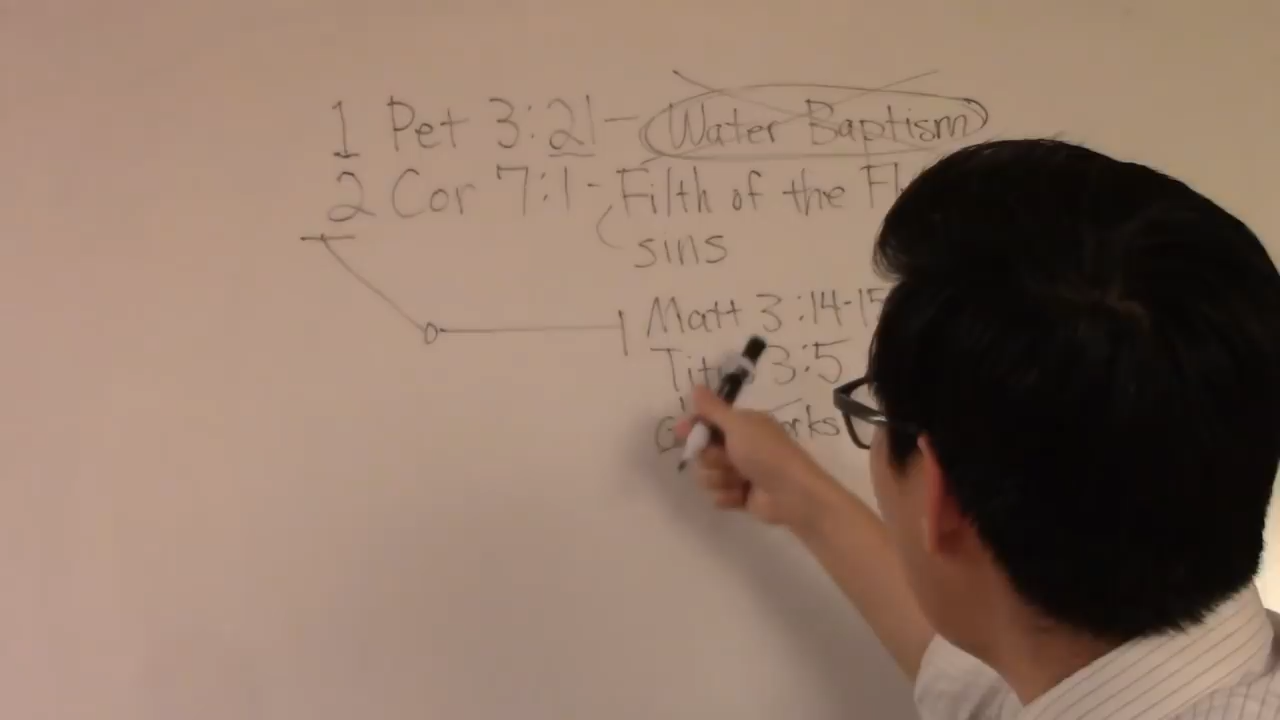 1 Pet 3:21 - Water Baptism
2 Cor 7:1 - Filth of the
sins
Matt 3:14-15
3:5